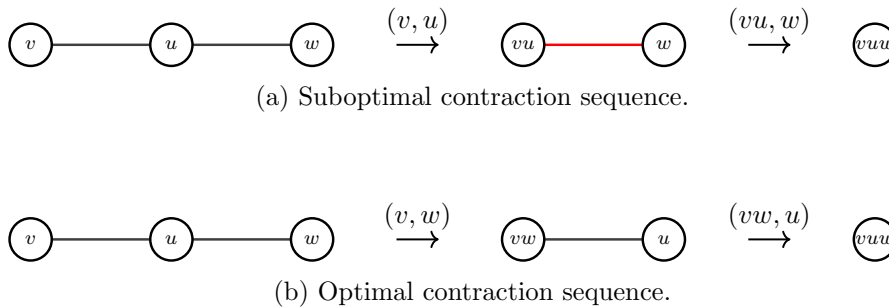 v u w (v, u) vu w (vu, w)
(a) Suboptimal contraction sequence.
v u w (v, w) vw u (vw, u)
(b) Optimal contraction sequence.